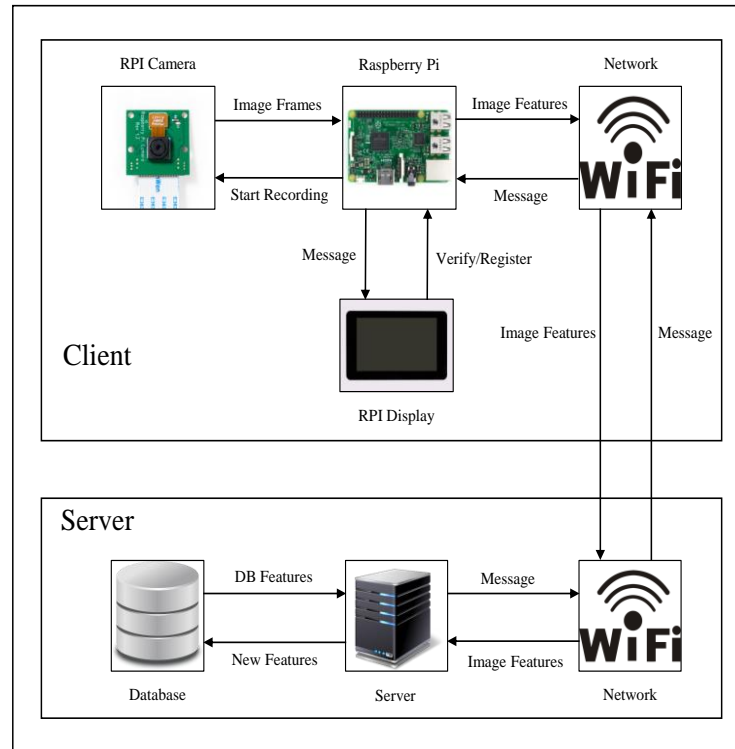 RPI Camera
Raspberry Pi
Network
Image Frames
Image Features
WiFi
Start Recording
Message
Message
Verify/Register
Image Features
Message
Client
RPI Display
Server
DB Features
Message
WiFi
New Features
Image Features
Database
Server
Network